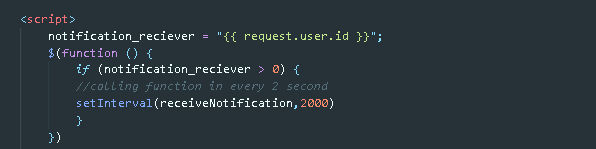 <script>
notification_reciever = "{{ request.user.id }}";
$(function () {
if (notification_reciever > 0) {
//calling function in every 2 second
setInterval(receiveNotification,2000)
}
})